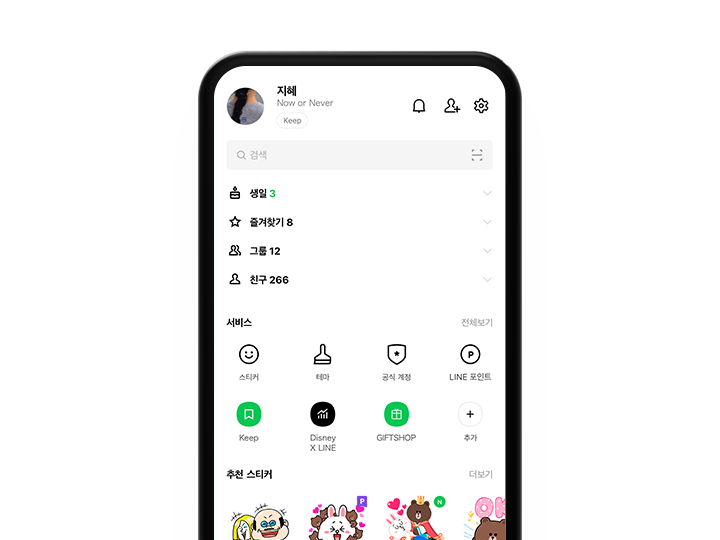 지혜
Now or Never
Keep
검색
생일 3
즐겨찾기 8
그룹 12
친구 266
서비스 전체보기
스티커 테마 공식 계정 LINE 포인트
P
Keep Disney X LINE GIFTSHOP 추가
추천 스티커 더보기
P N
OK